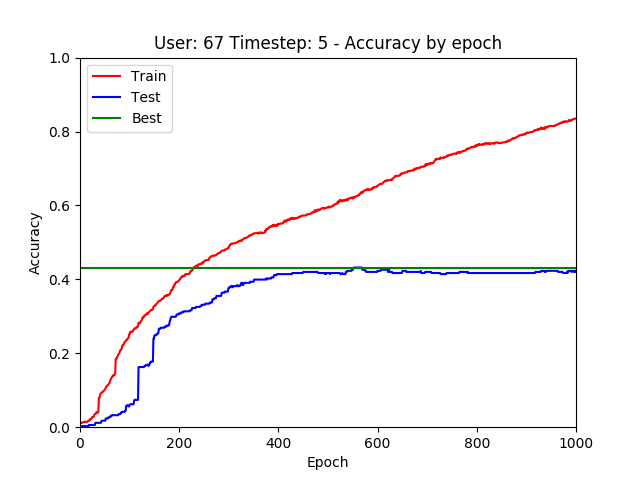 User: 67 Timestep: 5 - Accuracy by epoch
1.0
0.8
0.6
0.4
0.2
0.0
Accuracy
Train
Test
Best
0 200 400 600 800 1000
Epoch